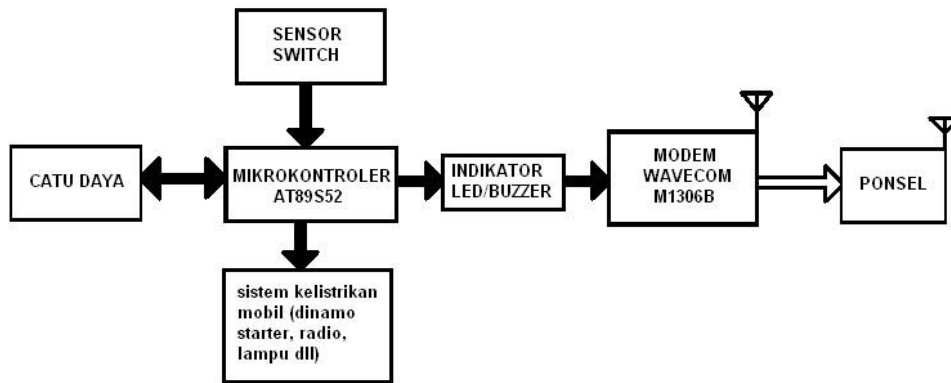 SENSOR
SWITCH
CATU DAYA
MIKROKONTROLER
AT89S52
INDIKATOR
LED/BUZZER
MODEM
WAVECOM
M1306B
PONSEL
sistem kelistrikan
mobil (dinamo
starter, radio,
lampu dll)